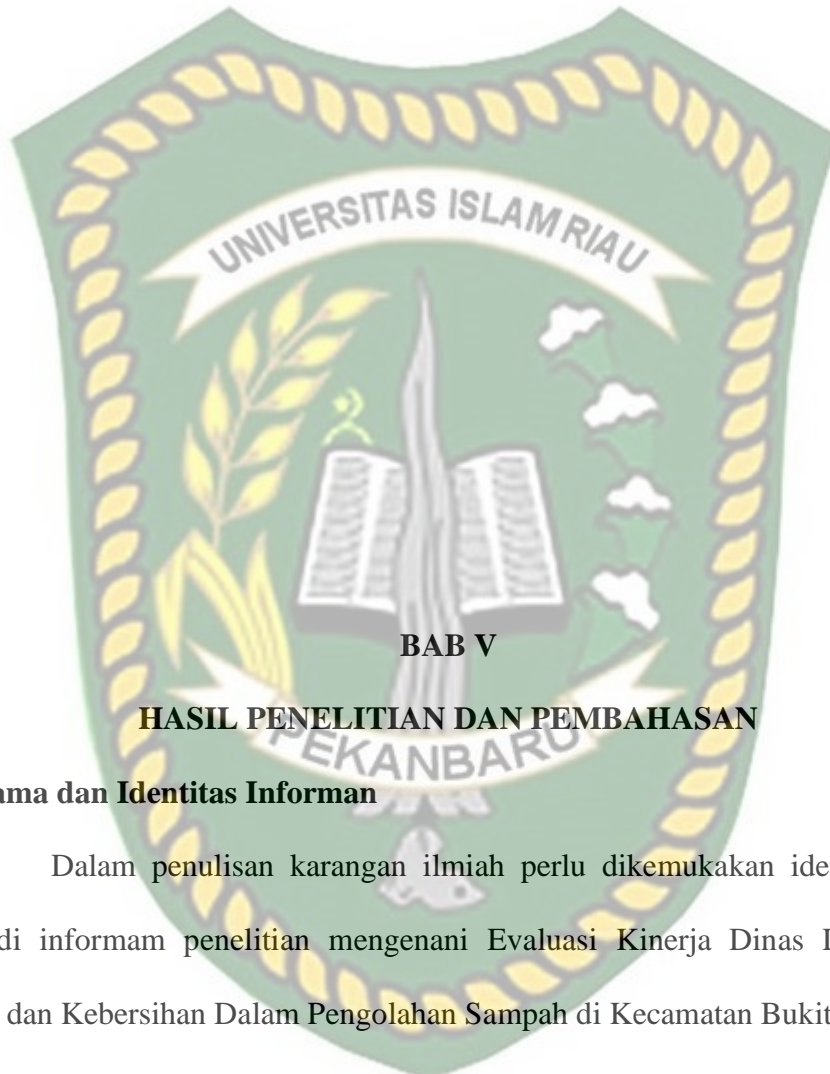 UNIVERSITAS ISLAM RIAU
BAB V
HASIL PENELITIAN DAN PEMBAHASAN
PEKANBARU
ama dan Identitas Informan
Dalam penulisan karangan ilmiah perlu dikemukakan ide
di informam penelitian mengenani Evaluasi Kinerja Dinas
dan Kebersihan Dalam Pengolahan Sampah di Kecamatan Bukit